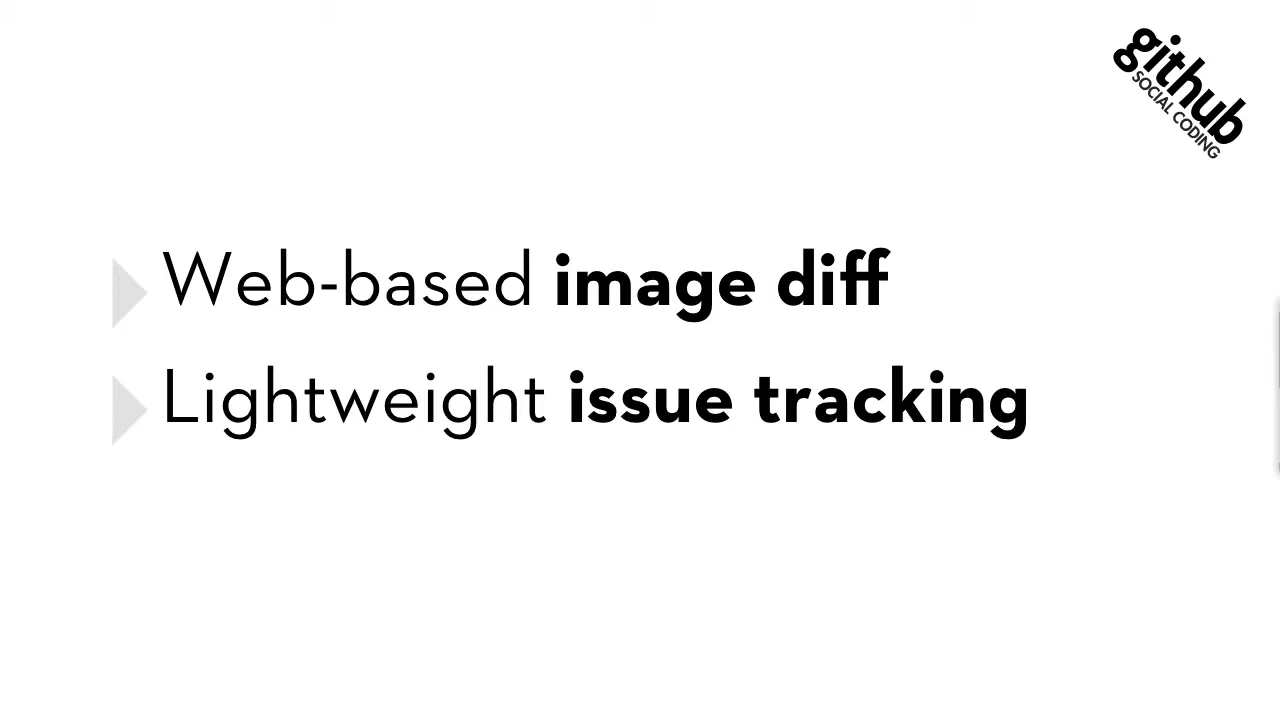 github
SOCIAL CODING
Web-based image diff
Lightweight issue tracking